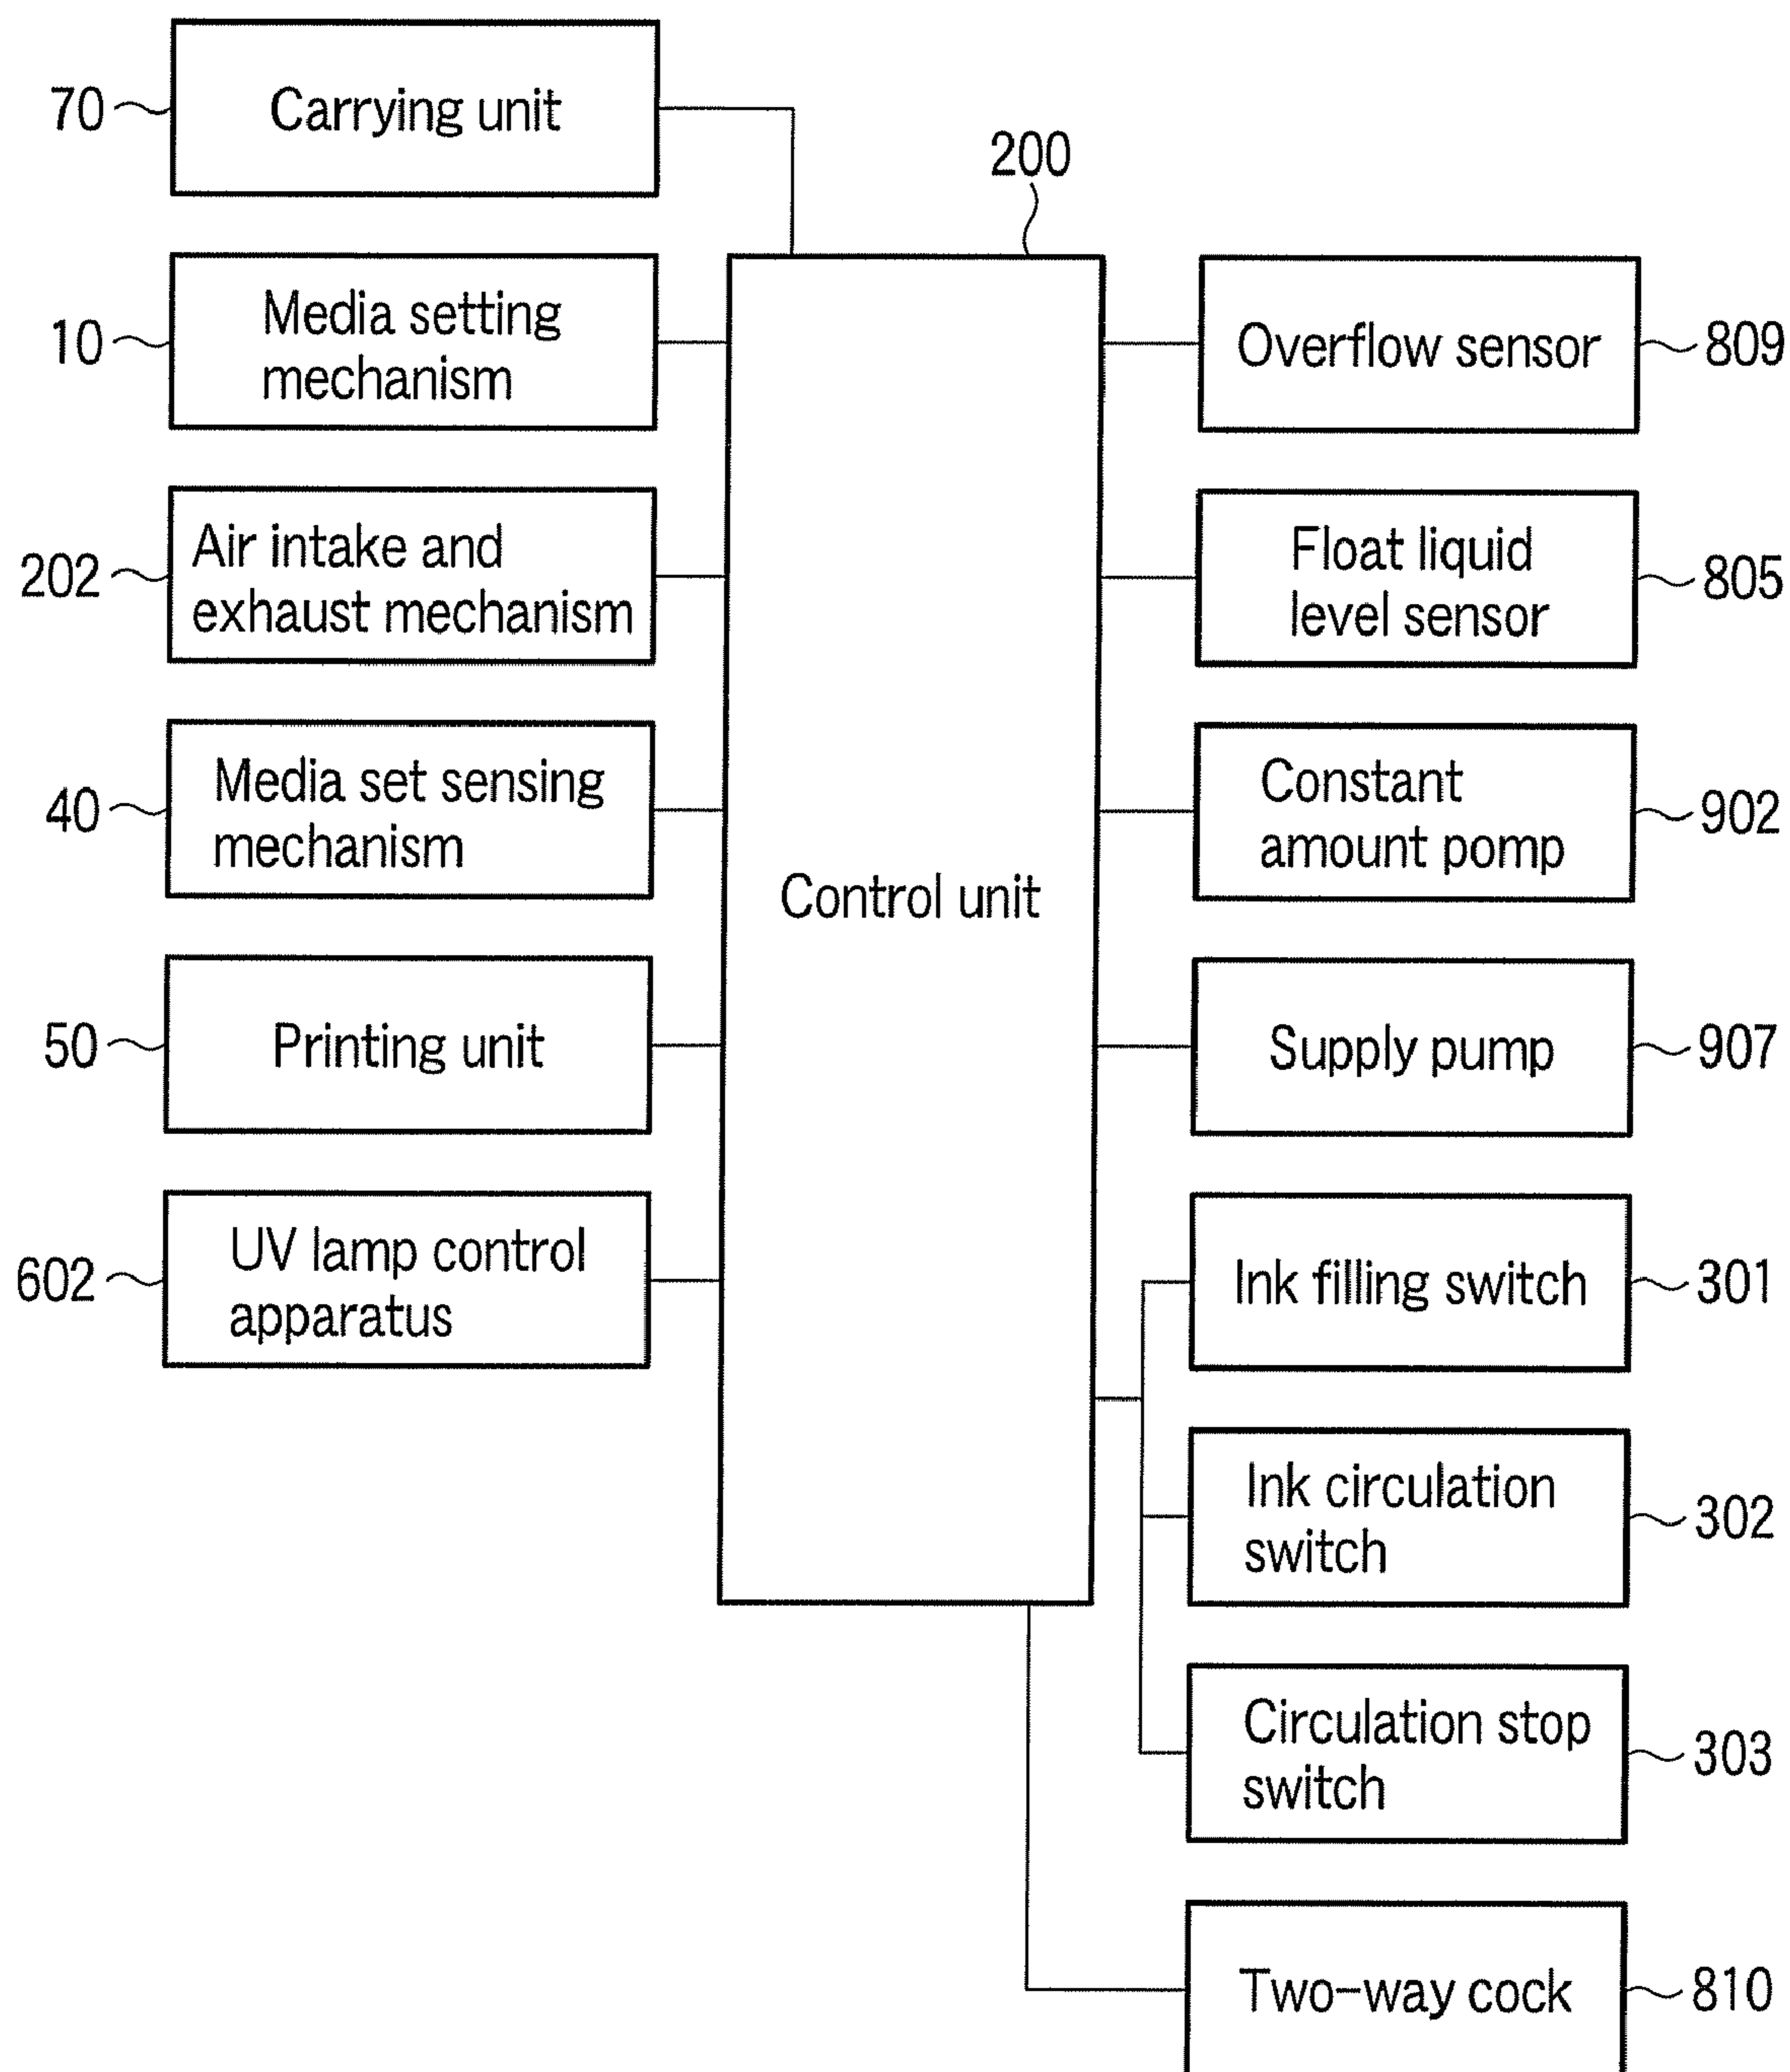 70
Carrying unit
200
10
Media setting
mechanism
Overflow sensor
809
202
Air intake and
exhaust mechanism
Float liquid
level sensor
805
40
Media set sensing
mechanism
Constant
amount pomp
902
Control unit
50
Printing unit
Supply pump
907
602
UV lamp control
apparatus
Ink filling switch
301
Ink circulation
switch
302
Circulation stop
switch
303
Two-way cock
810